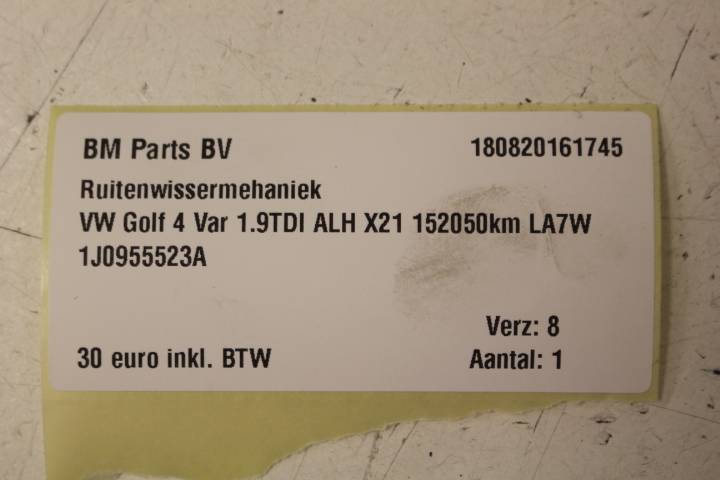 BM Parts BV 180820161745
Ruitenwissermehaniek
VW Golf 4 Var 1.9TDI ALH X21 152050km LA7W
1J0955523A
Verz: 8
30 euro inkl. BTW Aantal: 1